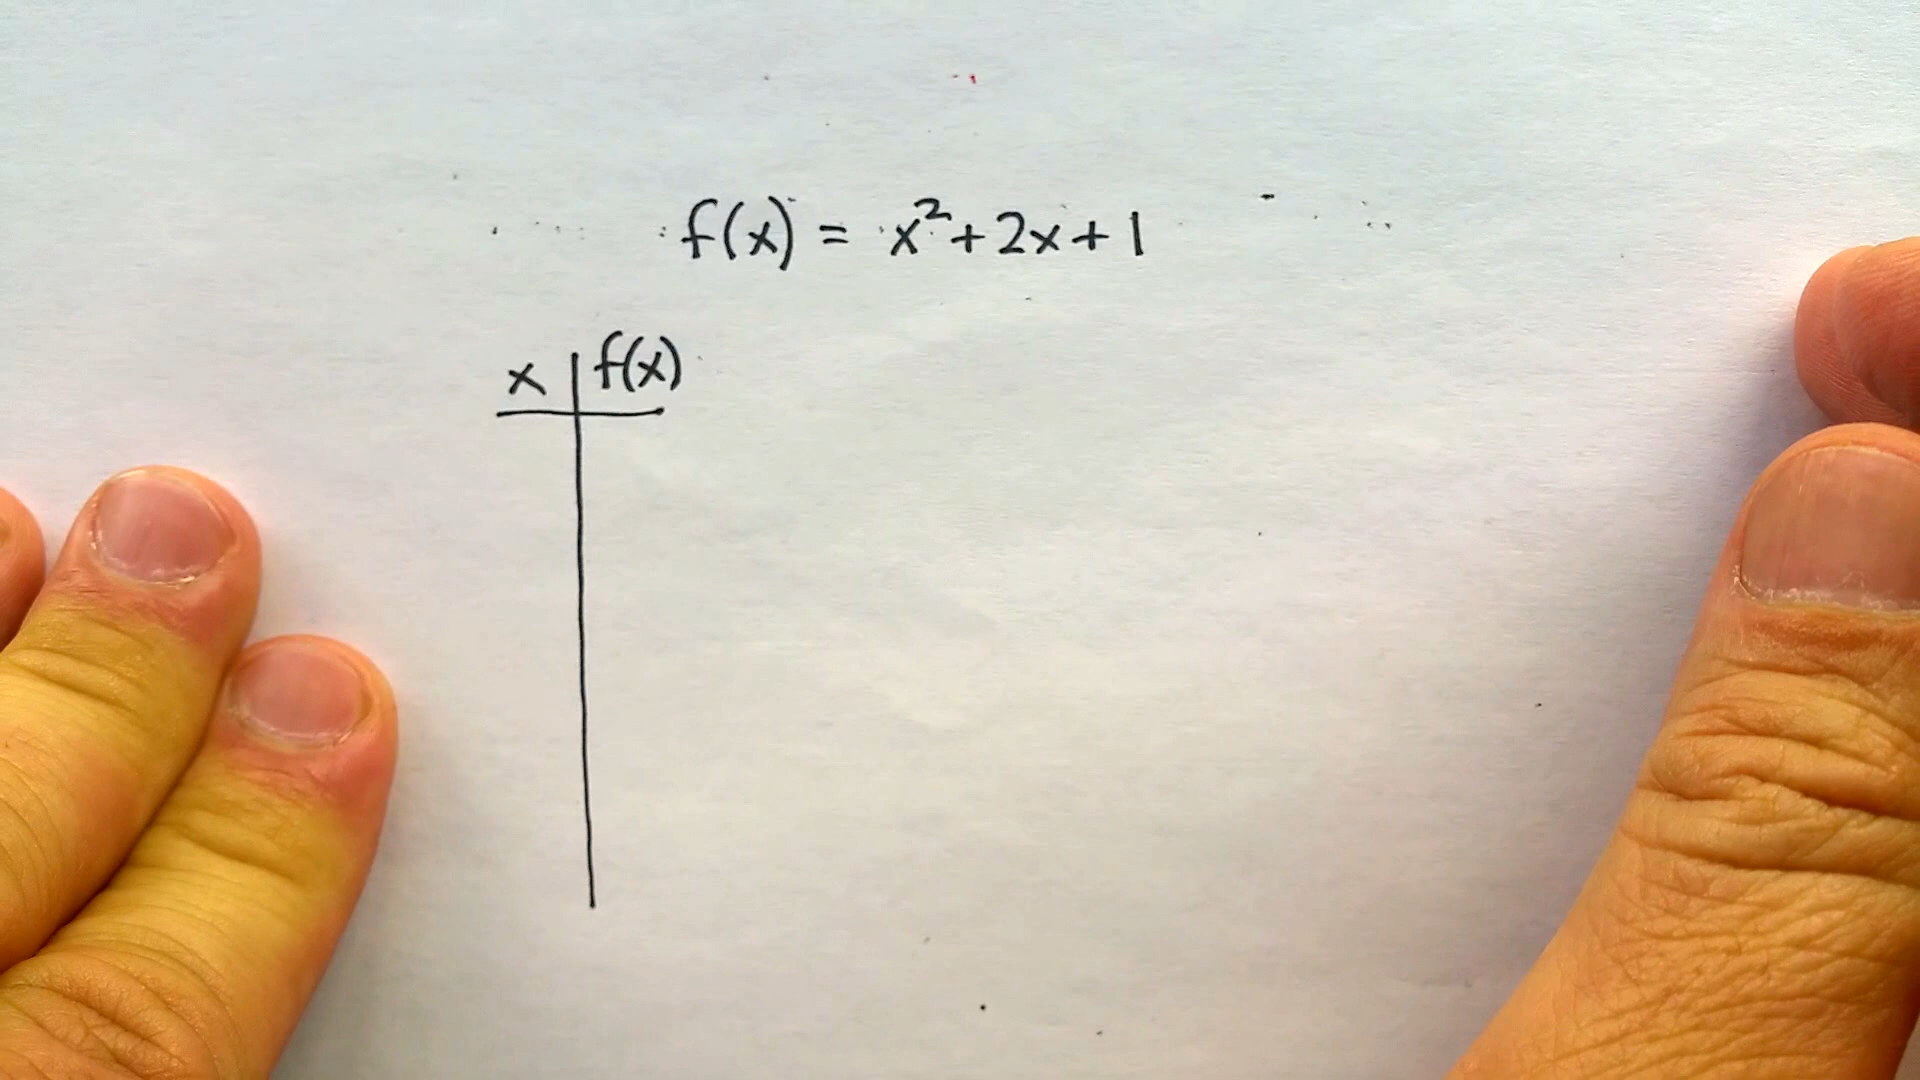 f(x) = x²+2x+1
x | f(x)